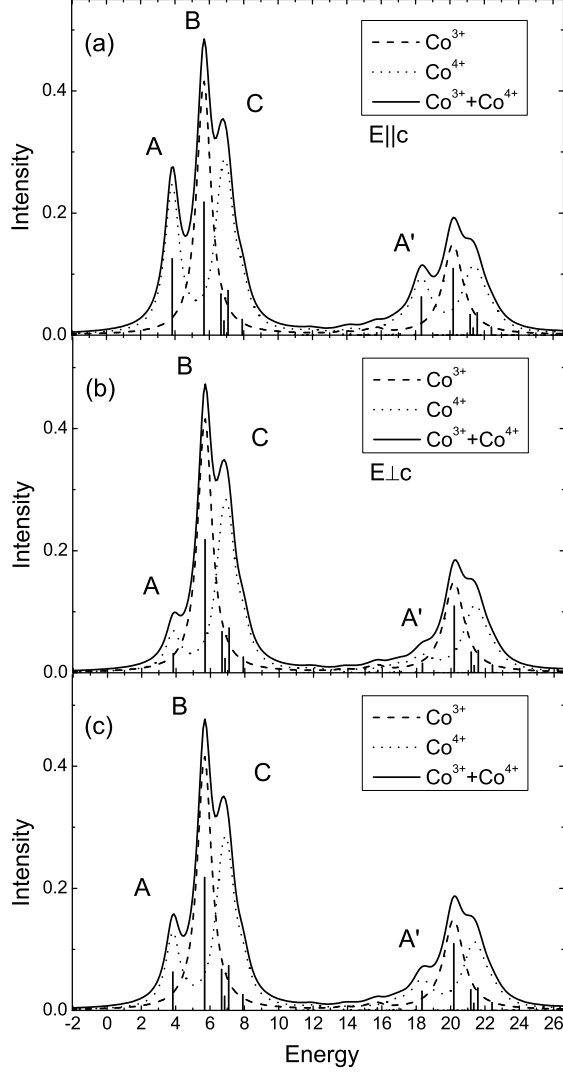 (a)
B
A
C
A'
Co³⁺
Co⁴⁺
Co³⁺+Co⁴⁺
E||c
Intensity
0.4
0.2
0.0
(b)
B
A
C
A'
Co³⁺
Co⁴⁺
Co³⁺+Co⁴⁺
E⊥c
Intensity
0.4
0.2
0.0
(c)
B
A
C
A'
Co³⁺
Co⁴⁺
Co³⁺+Co⁴⁺
Intensity
0.4
0.2
0.0
-2 0 2 4 6 8 10 12 14 16 18 20 22 24 26
Energy